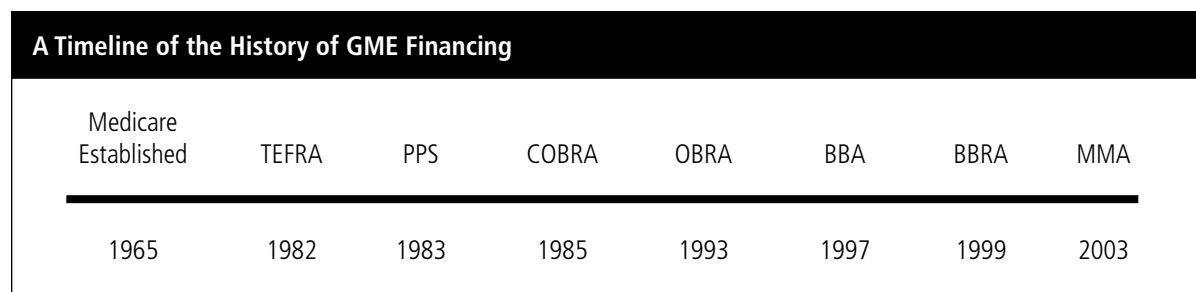 A Timeline of the History of GME Financing
Medicare
Established TEFRA PPS COBRA OBRA BBA BBRA MMA
1965 1982 1983 1985 1993 1997 1999 2003